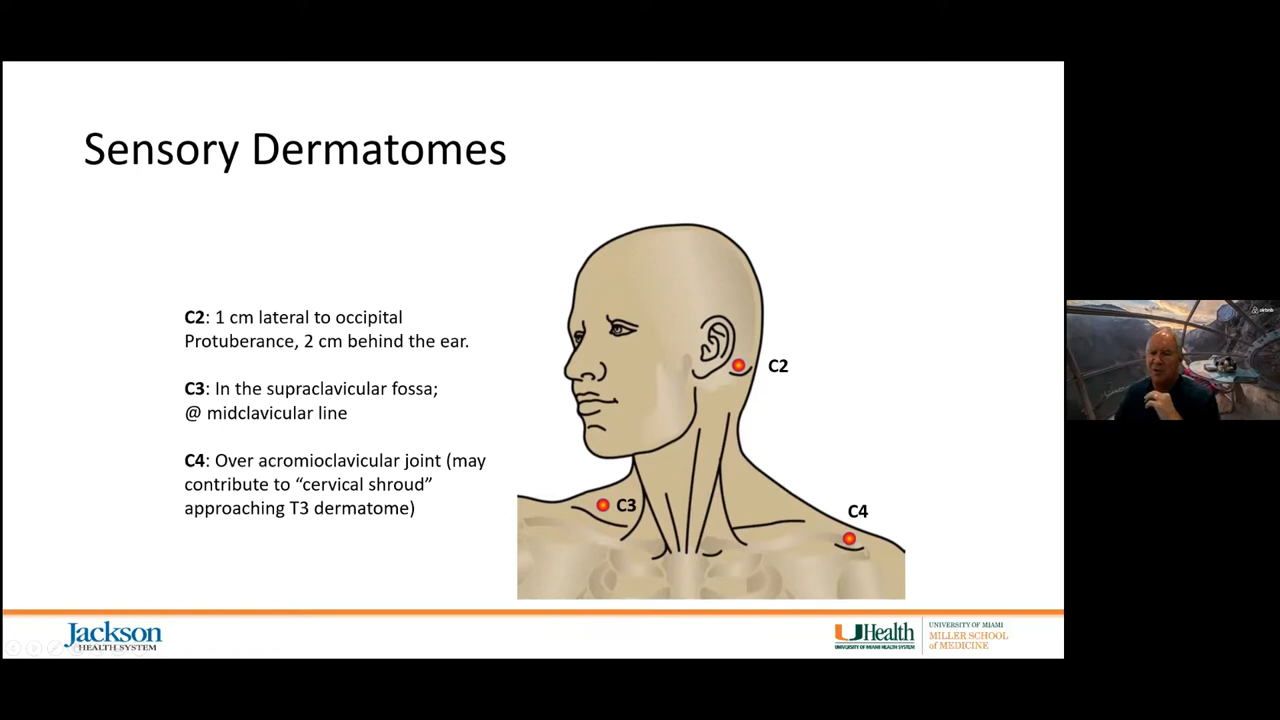 Sensory Dermatomes
C2: 1 cm lateral to occipital
Protuberance, 2 cm behind the ear.
C3: In the supraclavicular fossa;
@ midclavicular line
C4: Over acromioclavicular joint (may
contribute to “cervical shroud”
approaching T3 dermatome)
C2
C3
C4
airbnb
Jackson
HEALTH SYSTEM
UHealth
UNIVERSITY OF MIAMI HEALTH SYSTEM
UNIVERSITY OF MIAMI
MILLER SCHOOL
of MEDICINE